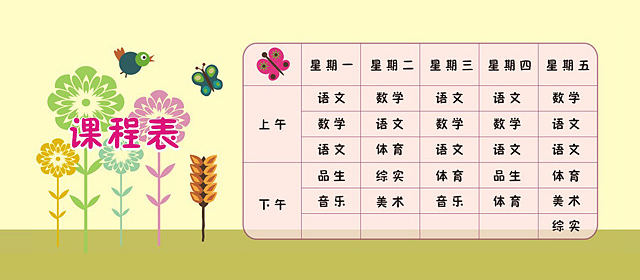 课程表
星期一 星期二 星期三 星期四 星期五
上午
语文 数学 语文 语文 数学
数学 语文 数学 数学 语文
语文 体育 语文 语文 语文
下午
品生 综实 体育 品生 体育
音乐 美术 音乐 体育 美术
综实